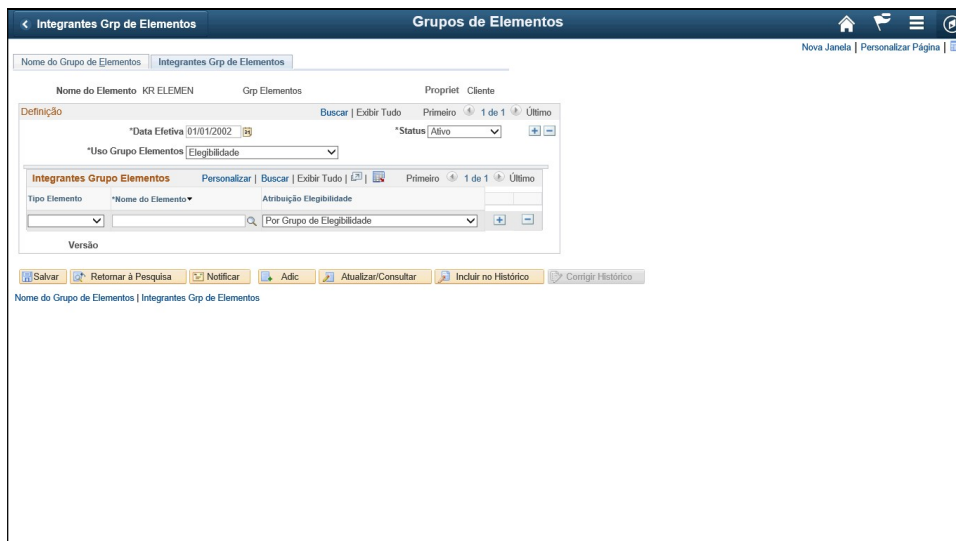 Integrantes Grp de Elementos
Grupos de Elementos
Nova Janela | Personalizar Página |
Nome do Grupo de Elementos
Integrantes Grp de Elementos
Nome do Elemento KR ELEMEN Grp Elementos Propriet Cliente
Definição Buscar | Exibir Tudo Primeiro 1 de 1 Último
*Data Efetiva 01/01/2002 31 *Status Ativo
*Uso Grupo Elementos Elegibilidade
Integrantes Grupo Elementos Personalizar | Buscar | Exibir Tudo | | Primeiro 1 de 1 Último
Tipo Elemento *Nome do Elemento Atribuição Elegibilidade
Por Grupo de Elegibilidade
Versão
Salvar Retornar à Pesquisa Notificar Adic Atualizar/Consultar Incluir no Histórico Corrigir Histórico
Nome do Grupo de Elementos | Integrantes Grp de Elementos